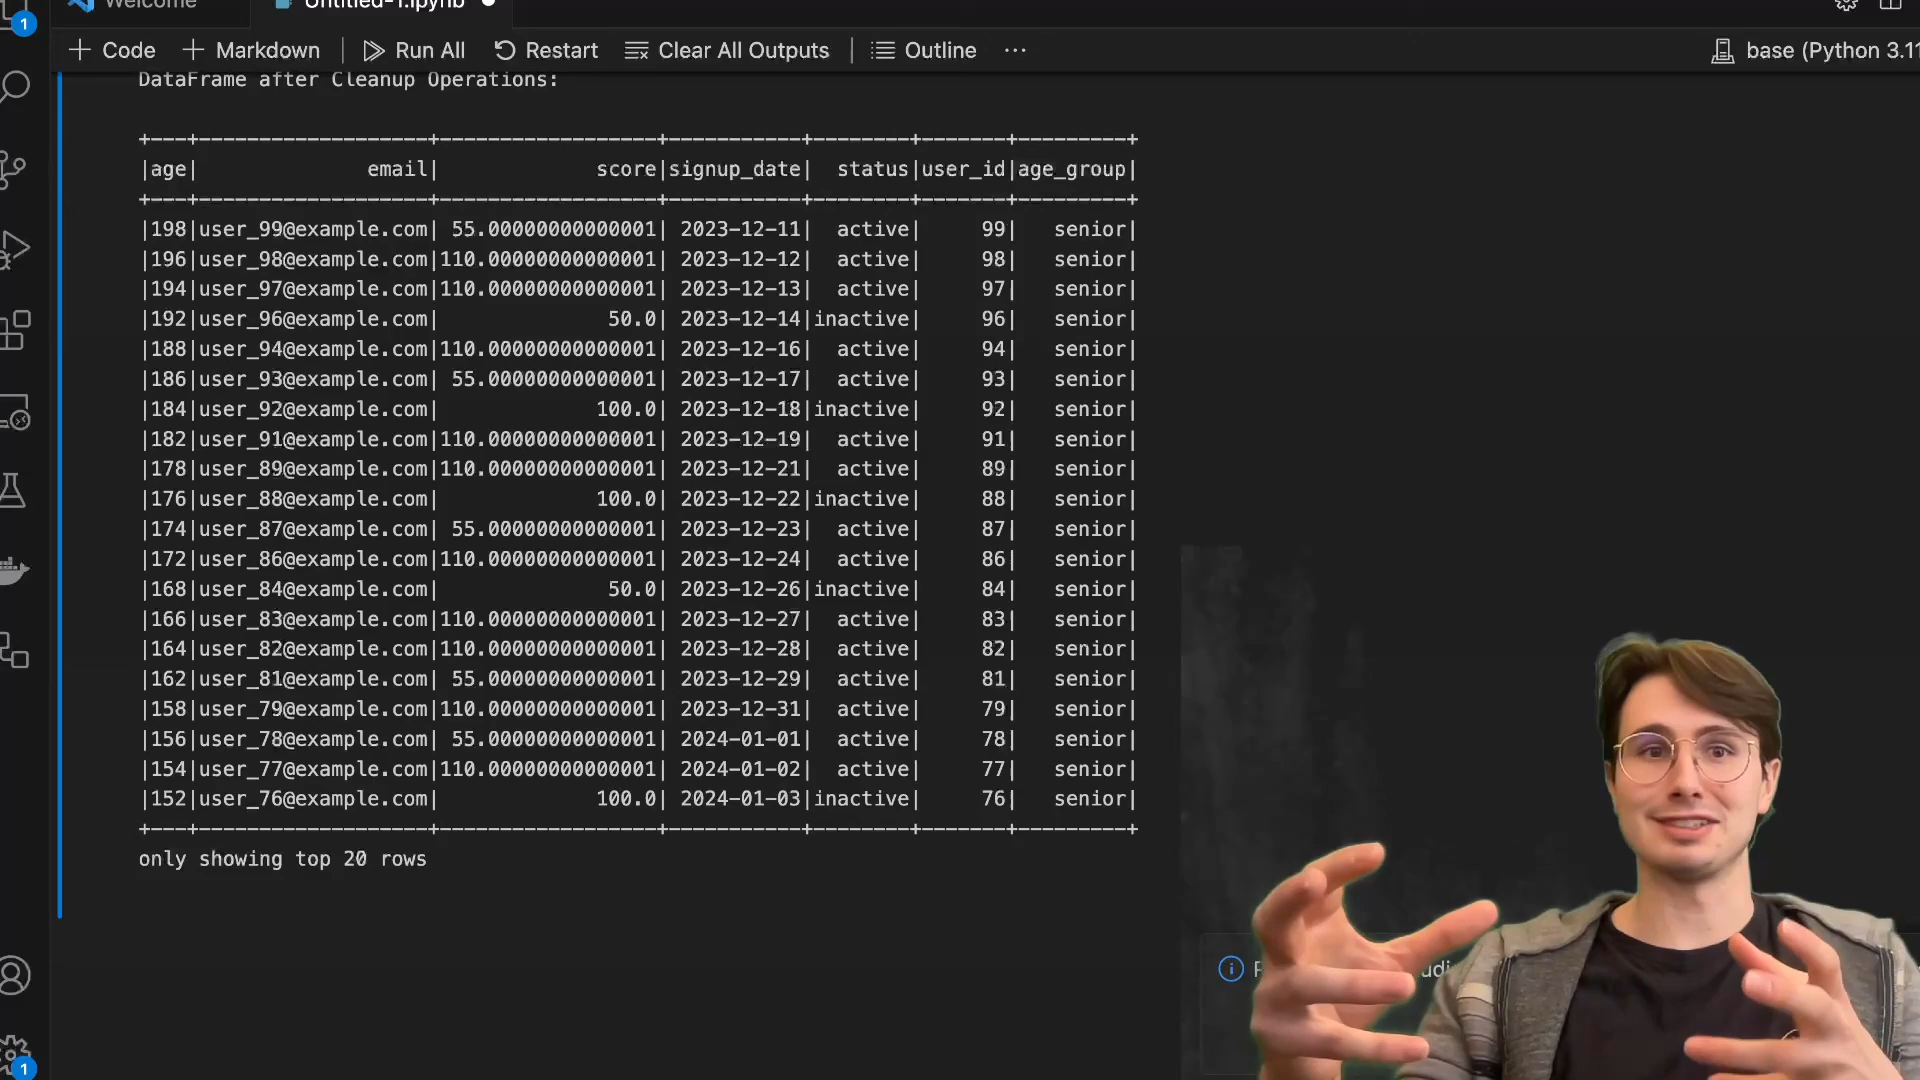 1
Welcome Untitled-1.ipynb
Code Markdown Run All Restart Clear All Outputs Outline ··· base (Python 3.11
DataFrame after Cleanup Operations:
+---+--------------------+------------------+------------+--------+-------+---------+
|age| email| score|signup_date| status|user_id|age_group|
+---+--------------------+------------------+------------+--------+-------+---------+
|198|user_99@example.com| 55.00000000000001| 2023-12-11| active| 99| senior|
|196|user_98@example.com|110.00000000000001| 2023-12-12| active| 98| senior|
|194|user_97@example.com|110.00000000000001| 2023-12-13| active| 97| senior|
|192|user_96@example.com| 50.0| 2023-12-14|inactive| 96| senior|
|188|user_94@example.com|110.00000000000001| 2023-12-16| active| 94| senior|
|186|user_93@example.com| 55.00000000000001| 2023-12-17| active| 93| senior|
|184|user_92@example.com| 100.0| 2023-12-18|inactive| 92| senior|
|182|user_91@example.com|110.00000000000001| 2023-12-19| active| 91| senior|
|178|user_89@example.com|110.00000000000001| 2023-12-21| active| 89| senior|
|176|user_88@example.com| 100.0| 2023-12-22|inactive| 88| senior|
|174|user_87@example.com| 55.00000000000001| 2023-12-23| active| 87| senior|
|172|user_86@example.com|110.00000000000001| 2023-12-24| active| 86| senior|
|168|user_84@example.com| 50.0| 2023-12-26|inactive| 84| senior|
|166|user_83@example.com|110.00000000000001| 2023-12-27| active| 83| senior|
|164|user_82@example.com|110.00000000000001| 2023-12-28| active| 82| senior|
|162|user_81@example.com| 55.00000000000001| 2023-12-29| active| 81| senior|
|158|user_79@example.com|110.00000000000001| 2023-12-31| active| 79| senior|
|156|user_78@example.com| 55.00000000000001| 2024-01-01| active| 78| senior|
|154|user_77@example.com|110.00000000000001| 2024-01-02| active| 77| senior|
|152|user_76@example.com| 100.0| 2024-01-03|inactive| 76| senior|
+---+--------------------+------------------+------------+--------+-------+---------+
only showing top 20 rows
1